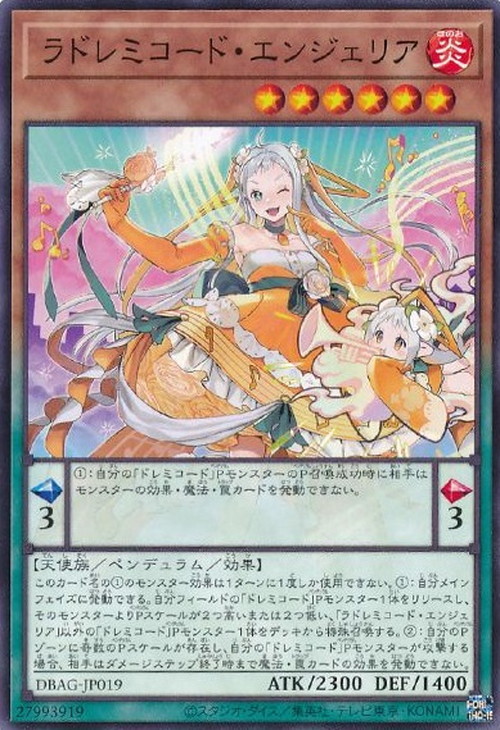 ラドレミコード・エンジェリア
炎
①:自分の「ドレミコード」PモンスターのP召喚成功時に相手は
モンスターの効果・魔法・罠カードを発動できない。
3
3
【天使族/ペンデュラム/効果】
このカード名の①のモンスター効果は1ターンに1度しか使用できない。①:自分メイン
フェイズに発動できる。自分フィールドの「ドレミコード」Pモンスター1体をリリースし、
そのモンスターよりPスケールが2つ高いまたは2つ低い、「ラドレミコード・エンジェ
リア」以外の「ドレミコード」Pモンスター1体をデッキから特殊召喚する。②:自分のP
ゾーンに奇数のPスケールが存在し、自分の「ドレミコード」Pモンスターが攻撃する
場合、相手はダメージステップ終了時まで魔法・罠カードの効果を発動できない。
DBAG-JP019
ATK/2300 DEF/1400
27993919
©スタジオ・ダイス/集英社・テレビ東京・KONAMI